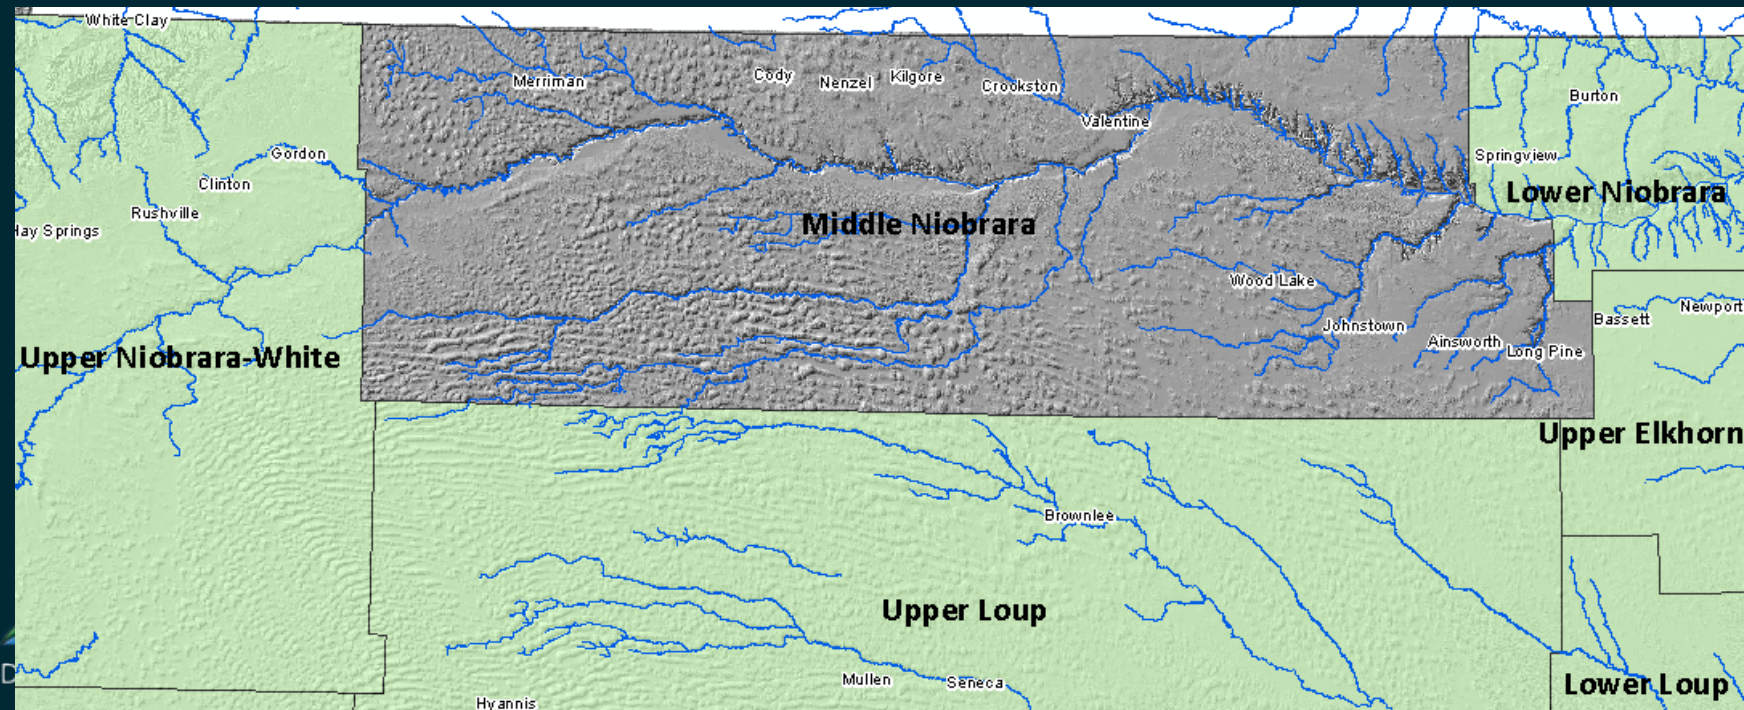 White Clay
Merriman
Cody
Nenzel
Kilgore
Crookston
Valentine
Burton
Springview
Gordon
Clinton
Rushville
Hay Springs
Lower Niobrara
Middle Niobrara
Wood Lake
Johnstown
Ainsworth
Long Pine
Bassett
Newport
Upper Niobrara-White
Upper Elkhorn
Brownlee
Upper Loup
Mullen
Seneca
Lower Loup
Hyannis
D